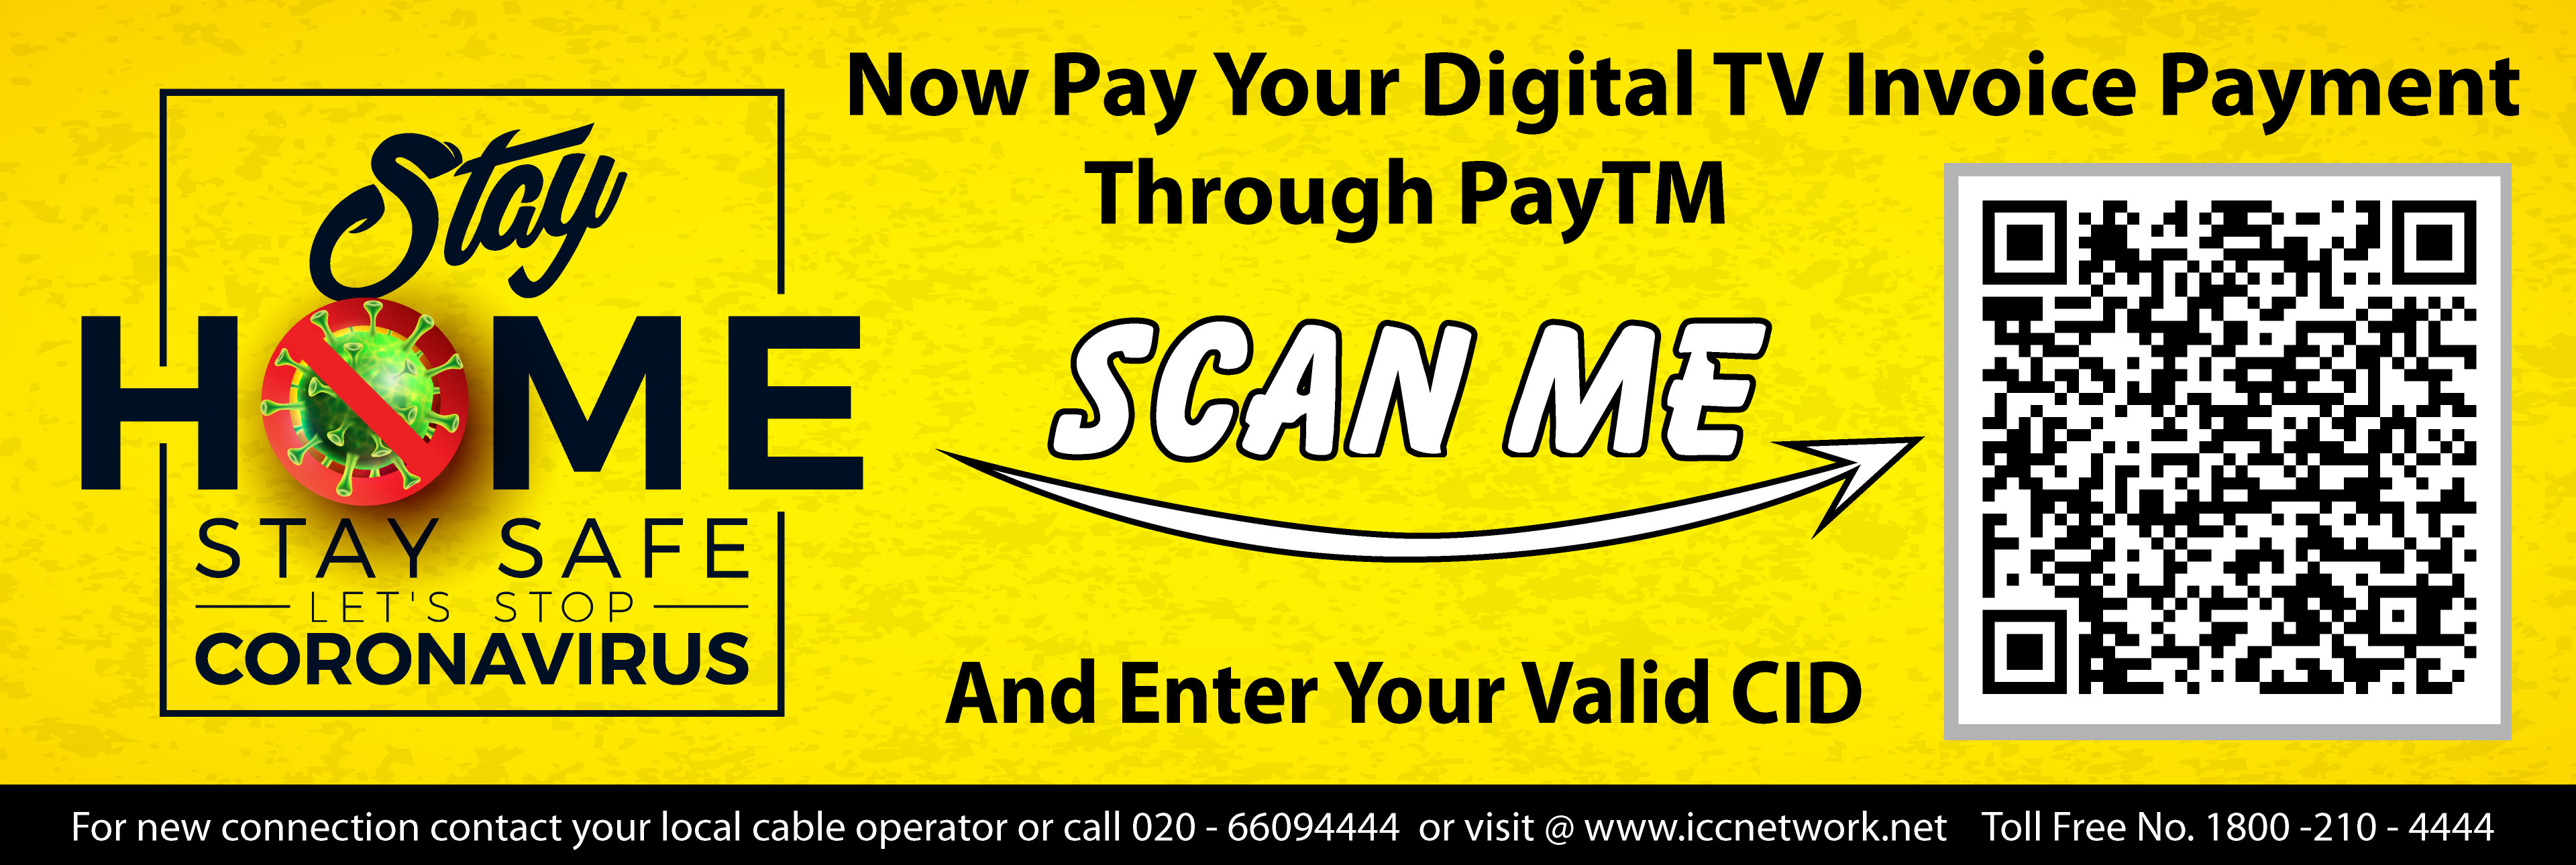 Stay
HOME
STAY SAFE
LET'S STOP
CORONAVIRUS
Now Pay Your Digital TV Invoice Payment
Through PayTM
SCAN ME
And Enter Your Valid CID
For new connection contact your local cable operator or call 020 - 66094444 or visit @ www.iccnetwork.net Toll Free No. 1800 -210 - 4444